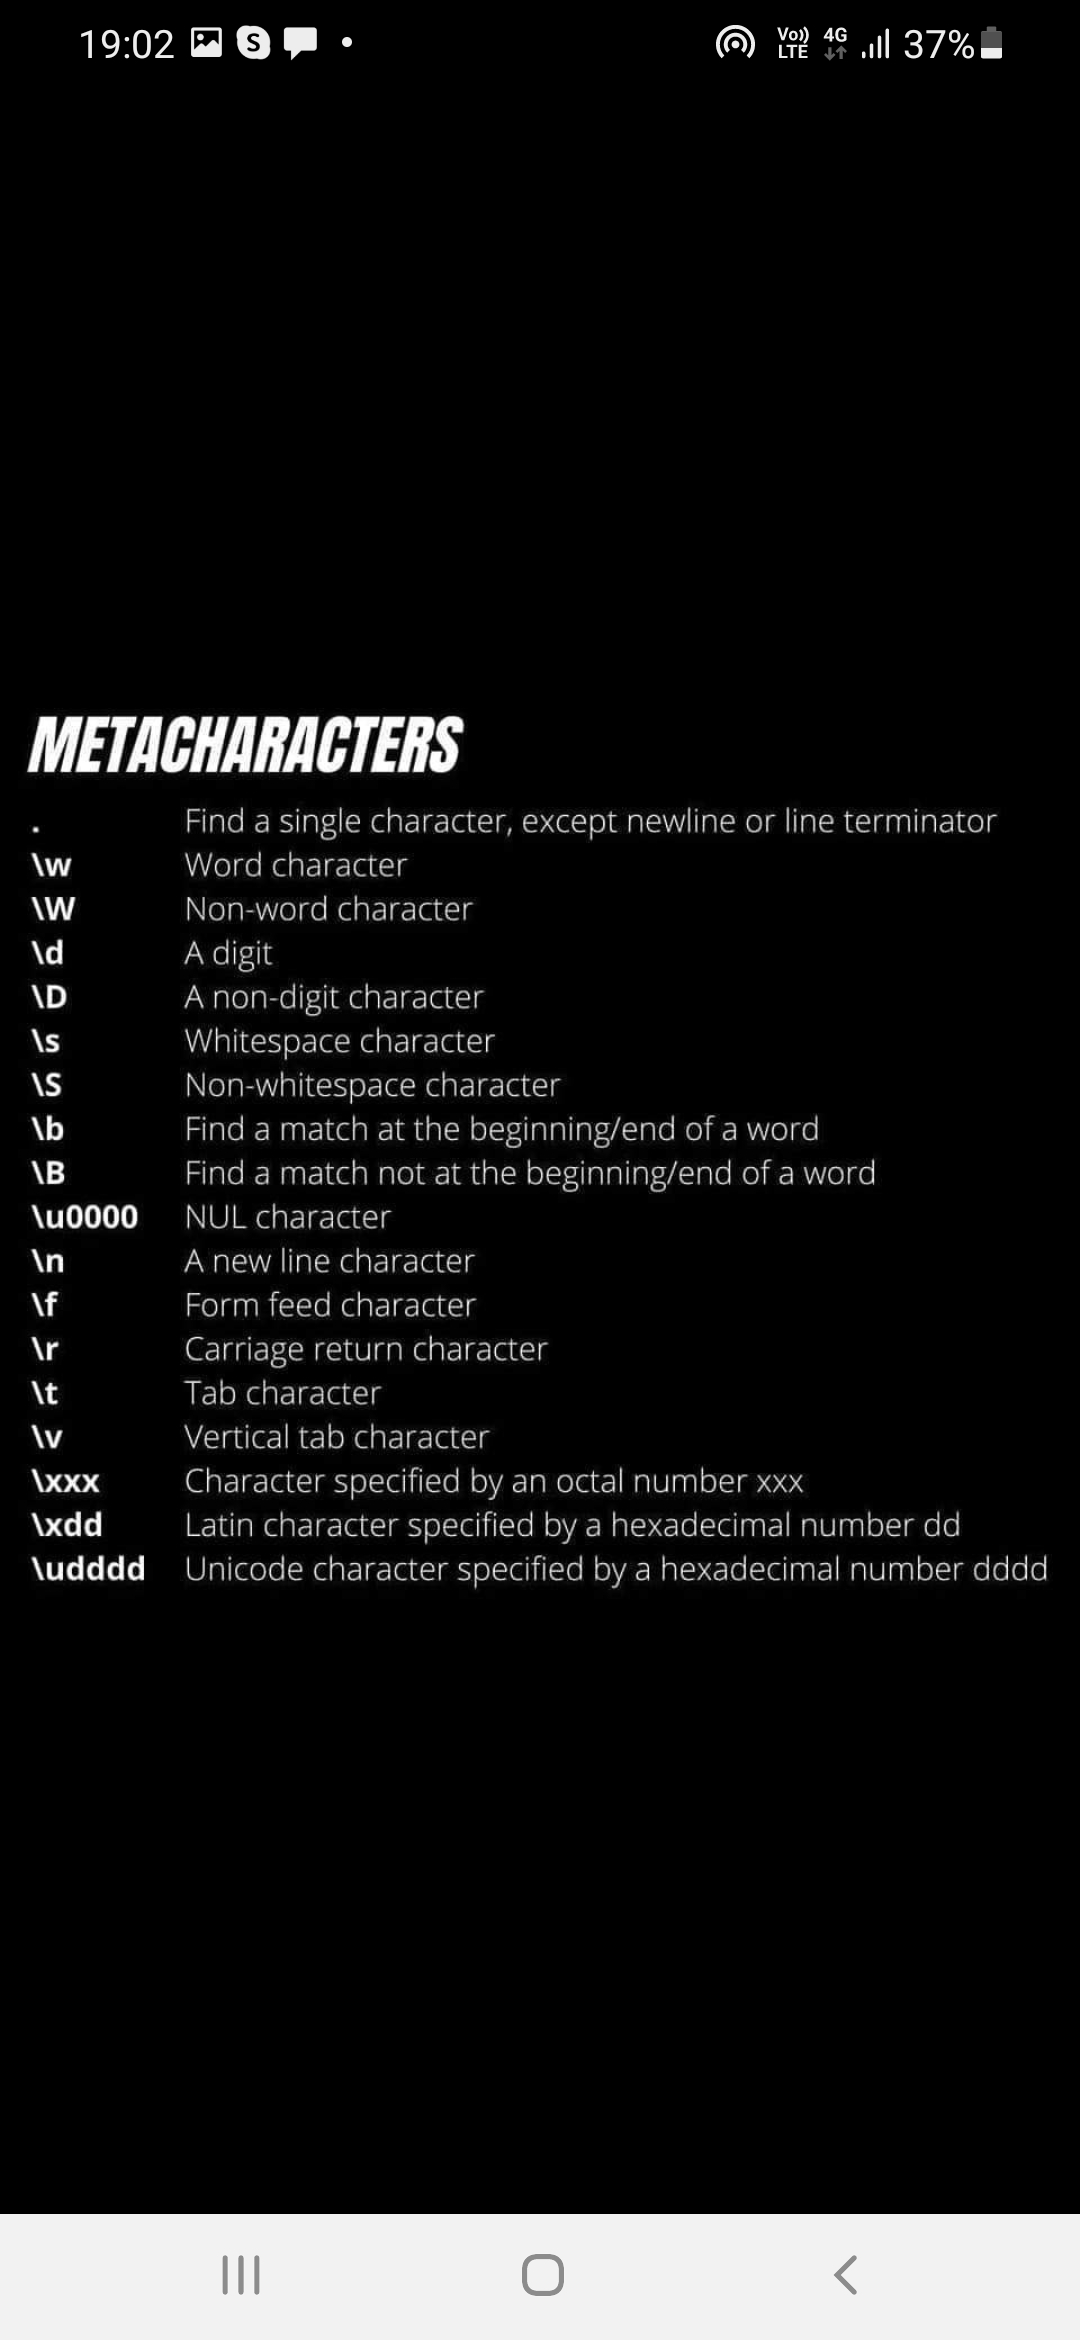 19:02 Vo)) LTE 4G 37%
METACHARACTERS
. Find a single character, except newline or line terminator
\w Word character
\W Non-word character
\d A digit
\D A non-digit character
\s Whitespace character
\S Non-whitespace character
\b Find a match at the beginning/end of a word
\B Find a match not at the beginning/end of a word
\u0000 NUL character
\n A new line character
\f Form feed character
\r Carriage return character
\t Tab character
\v Vertical tab character
\xxx Character specified by an octal number xxx
\xdd Latin character specified by a hexadecimal number dd
\udddd Unicode character specified by a hexadecimal number dddd